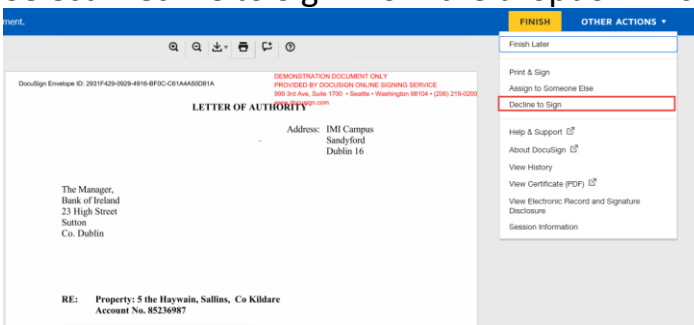 ment.
FINISH
OTHER ACTIONS
Finish Later
Print & Sign
Assign to Someone Else
Decline to Sign
Help & Support
About DocuSign
View History
View Certificate (PDF)
View Electronic Record and Signature
Disclosure
Session Information
DocuSign Envelope ID: 2931F429-0929-4916-BF0C-C61A4A50D81A
DEMONSTRATION DOCUMENT ONLY
PROVIDED BY DOCUSIGN ONLINE SIGNING SERVICE
999 3rd Ave, Suite 1700 • Seattle • Washington 98104 • (206) 219-0200
www.docusign.com
LETTER OF AUTHORITY
Address: IMI Campus
Sandyford
Dublin 16
The Manager,
Bank of Ireland
23 High Street
Sutton
Co. Dublin
RE: Property: 5 the Haywain, Sallins, Co Kildare
Account No. 85236987